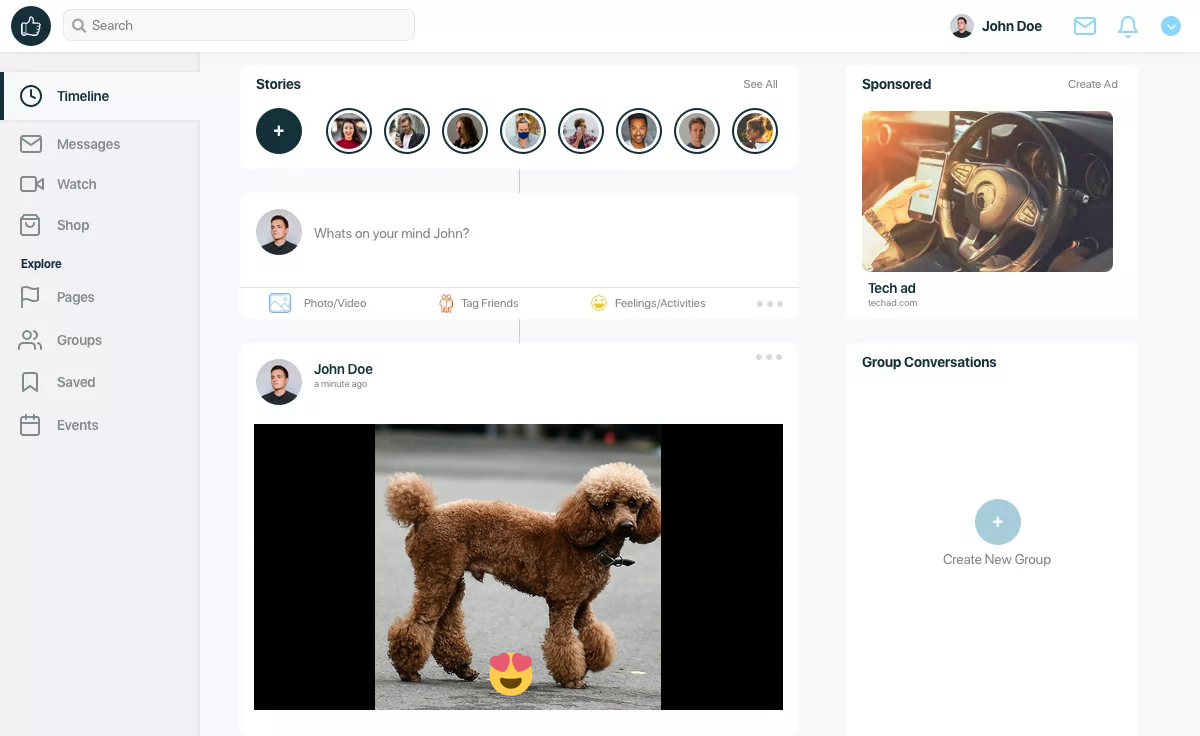 Search
John Doe
Timeline
Messages
Watch
Shop
Explore
Pages
Groups
Saved
Events
Stories
See All
+
Whats on your mind John?
Photo/Video
Tag Friends
Feelings/Activities
John Doe
a minute ago
Sponsored
Create Ad
Tech ad
techad.com
Group Conversations
+
Create New Group